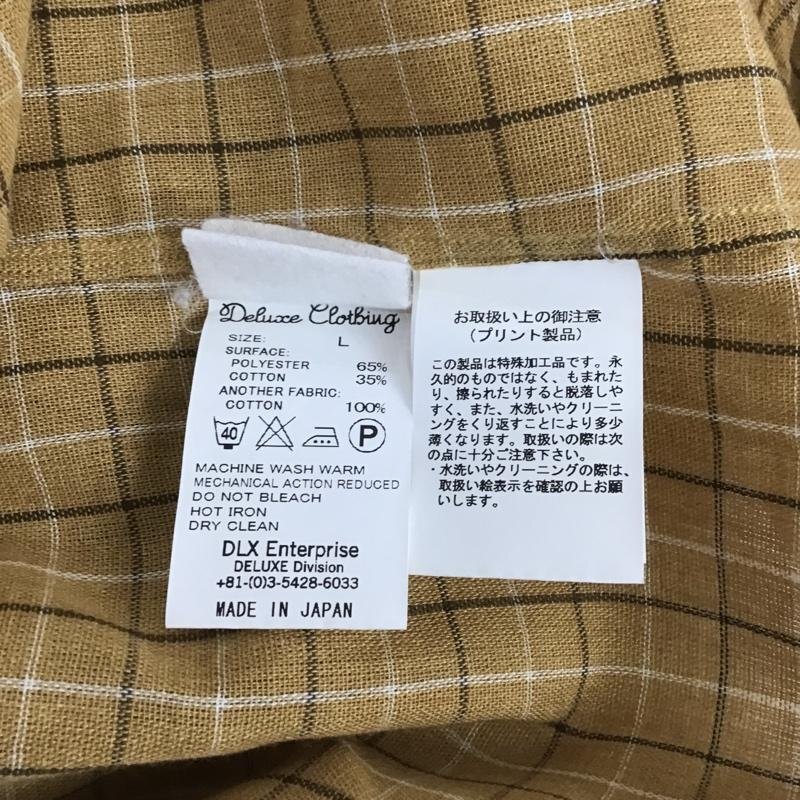 Deluxe Clothing
SIZE: L
SURFACE:
POLYESTER 65%
COTTON 35%
ANOTHER FABRIC:
COTTON 100%
40 P
MACHINE WASH WARM
MECHANICAL ACTION REDUCED
DO NOT BLEACH
HOT IRON
DRY CLEAN
DLX Enterprise
DELUXE Division
+81-(0)3-5428-6033
MADE IN JAPAN
お取扱い上の御注意
(プリント製品)
この製品は特殊加工品です。永
久的のものではなく、もまれた
り、擦られたりすると脱落しや
すく、また、水洗いやクリーニ
ングをくり返すことにより多少
薄くなります。取扱いの際は次
の点に十分ご注意下さい。
・水洗いやクリーニングの際は、
取扱い絵表示を確認の上お願
いします。